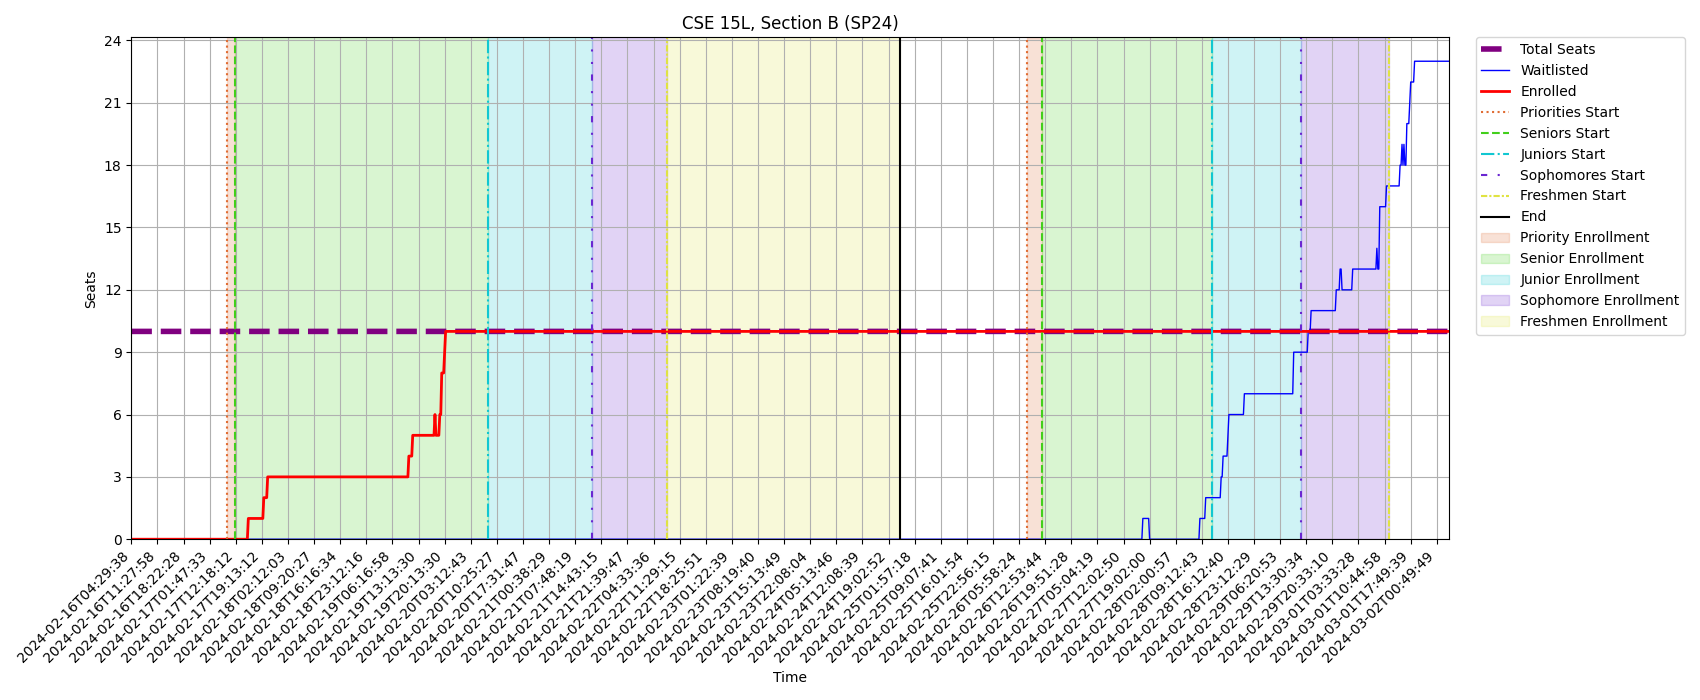 CSE 15L, Section B (SP24)
24
21
18
15
12
9
6
3
0
Seats
2024-02-16T04:29:38
2024-02-16T11:27:58
2024-02-16T18:22:28
2024-02-17T01:47:33
2024-02-17T12:18:12
2024-02-17T19:13:12
2024-02-18T02:12:03
2024-02-18T09:20:27
2024-02-18T16:16:34
2024-02-18T23:12:16
2024-02-19T06:16:58
2024-02-19T13:13:30
2024-02-19T20:13:30
2024-02-20T03:12:43
2024-02-20T10:25:27
2024-02-20T17:31:47
2024-02-21T00:38:29
2024-02-21T07:48:19
2024-02-21T14:43:15
2024-02-21T21:39:47
2024-02-22T04:33:36
2024-02-22T11:29:15
2024-02-22T18:25:51
2024-02-23T01:22:39
2024-02-23T08:19:40
2024-02-23T15:13:49
2024-02-23T22:08:04
2024-02-24T05:13:46
2024-02-24T12:08:39
2024-02-24T19:02:52
2024-02-25T01:57:18
2024-02-25T09:07:41
2024-02-25T16:01:54
2024-02-25T22:56:15
2024-02-26T05:58:24
2024-02-26T12:53:44
2024-02-26T19:51:28
2024-02-27T05:04:19
2024-02-27T12:02:50
2024-02-27T19:02:00
2024-02-28T02:00:57
2024-02-28T09:12:43
2024-02-28T16:12:40
2024-02-28T23:12:29
2024-02-29T06:20:53
2024-02-29T13:30:34
2024-02-29T20:33:10
2024-03-01T03:33:28
2024-03-01T10:44:58
2024-03-01T17:49:39
2024-03-02T00:49:49
Time
Total Seats
Waitlisted
Enrolled
Priorities Start
Seniors Start
Juniors Start
Sophomores Start
Freshmen Start
End
Priority Enrollment
Senior Enrollment
Junior Enrollment
Sophomore Enrollment
Freshmen Enrollment